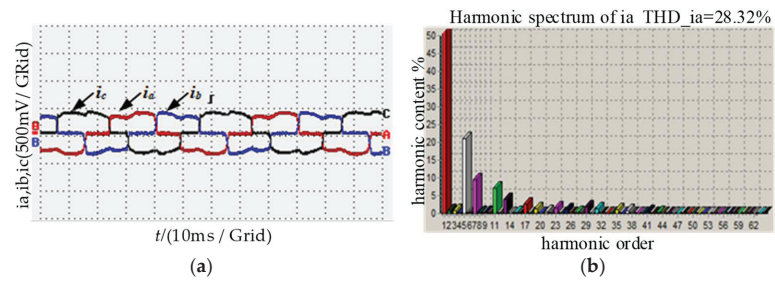 ia,ib,ic(500mV/ GRid)
ic
ia
ib
C
A
B
B
t/(10ms / Grid)
(a)
Harmonic spectrum of ia THD_ia=28.32%
harmonic content %
50
45
40
35
30
25
20
15
10
5
0
123456789 11 14 17 20 23 26 29 32 35 38 41 44 47 50 53 56 59 62
harmonic order
(b)